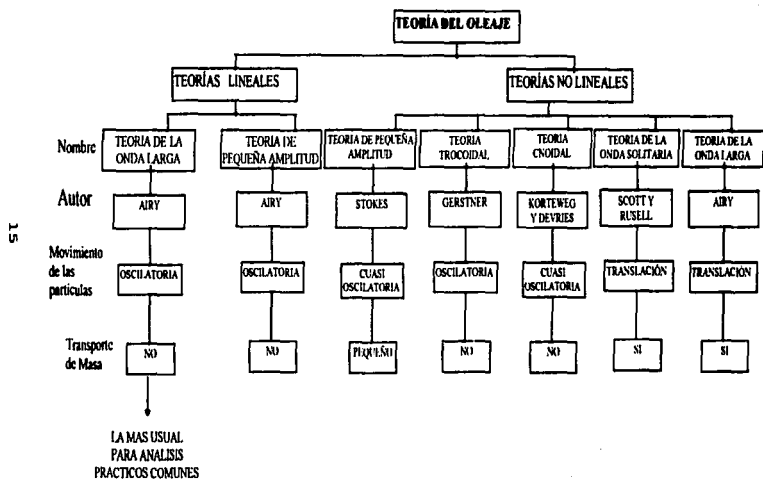 TEORÍA DEL OLEAJE
TEORÍAS LINEALES
TEORÍAS NO LINEALES
Nombre
TEORIA DE LA
ONDA LARGA
TEORIA DE
PEQUEÑA AMPLITUD
TEORIA DE PEQUEÑA
AMPLITUD
TEORIA
TROCOIDAL
TEORIA
CNOIDAL
TEORIA DE LA
ONDA SOLITARIA
TEORIA DE LA
ONDA LARGA
Autor
AIRY
AIRY
STOKES
GERSTNER
KORTEWEG
Y DEVRIES
SCOTT Y
RUSELL
AIRY
Movimiento
de las
partículas
OSCILATORIA
OSCILATORIA
CUASI
OSCILATORIA
OSCILATORIA
CUASI
OSCILATORIA
TRANSLACIÓN
TRANSLACIÓN
Transporte
de Masa
NO
NO
PEQUEÑO
NO
NO
SI
SI
LA MAS USUAL
PARA ANALISIS
PRACTICOS COMUNES
15